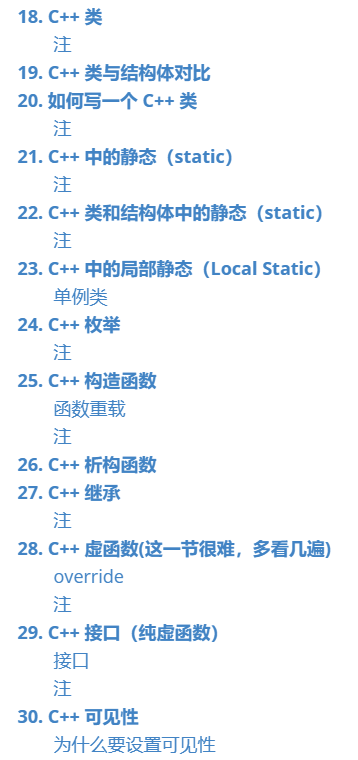 18. C++ 类
注
19. C++ 类与结构体对比
20. 如何写一个 C++ 类
注
21. C++ 中的静态（static）
注
22. C++ 类和结构体中的静态（static）
注
23. C++ 中的局部静态（Local Static）
单例类
24. C++ 枚举
注
25. C++ 构造函数
函数重载
注
26. C++ 析构函数
27. C++ 继承
注
28. C++ 虚函数(这一节很难，多看几遍)
override
注
29. C++ 接口（纯虚函数）
接口
注
30. C++ 可见性
为什么要设置可见性